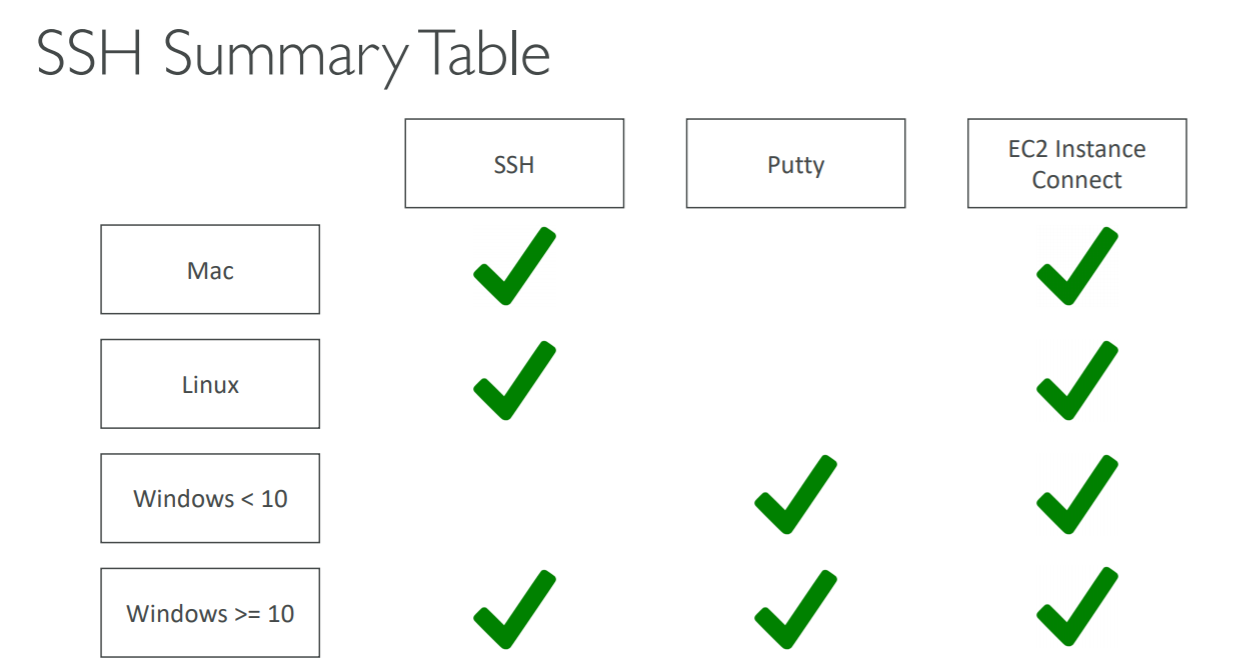 SSH Summary Table
SSH
Putty
EC2 Instance
Connect
Mac
Linux
Windows < 10
Windows >= 10